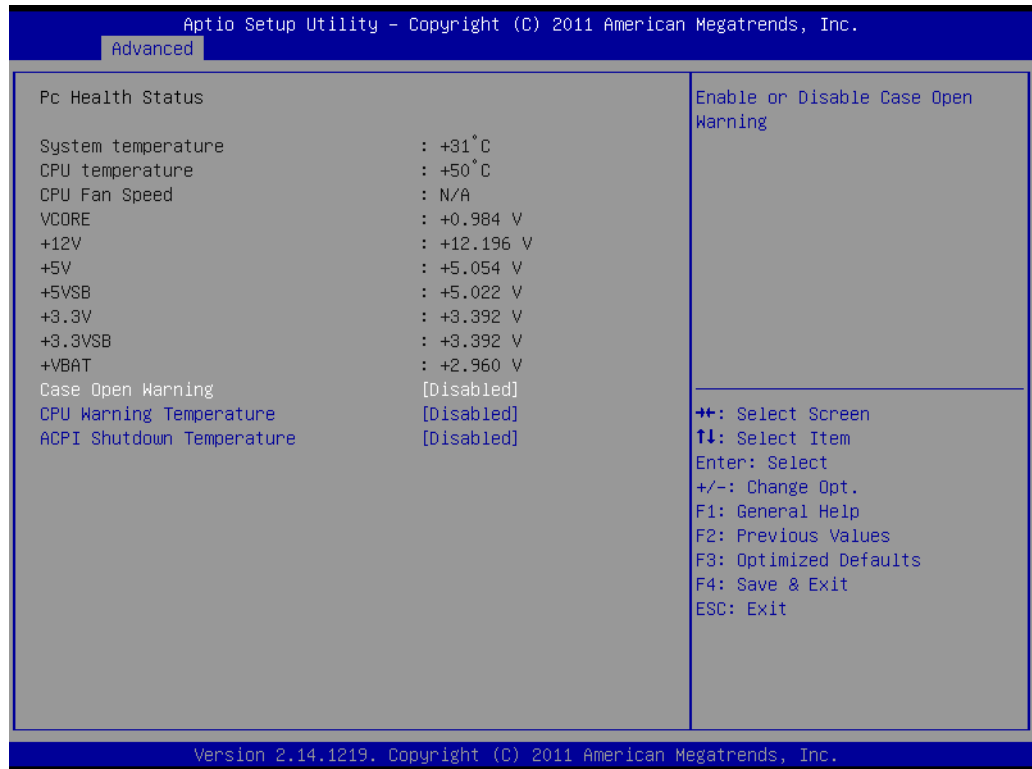 Aptio Setup Utility – Copyright (C) 2011 American Megatrends, Inc.
Advanced
Pc Health Status
System temperature : +31°C
CPU temperature : +50°C
CPU Fan Speed : N/A
VCORE : +0.984 V
+12V : +12.196 V
+5V : +5.054 V
+5VSB : +5.022 V
+3.3V : +3.392 V
+3.3VSB : +3.392 V
+VBAT : +2.960 V
Case Open Warning [Disabled]
CPU Warning Temperature [Disabled]
ACPI Shutdown Temperature [Disabled]
Enable or Disable Case Open
Warning
→←: Select Screen
↑↓: Select Item
Enter: Select
+/-: Change Opt.
F1: General Help
F2: Previous Values
F3: Optimized Defaults
F4: Save & Exit
ESC: Exit
Version 2.14.1219. Copyright (C) 2011 American Megatrends, Inc.